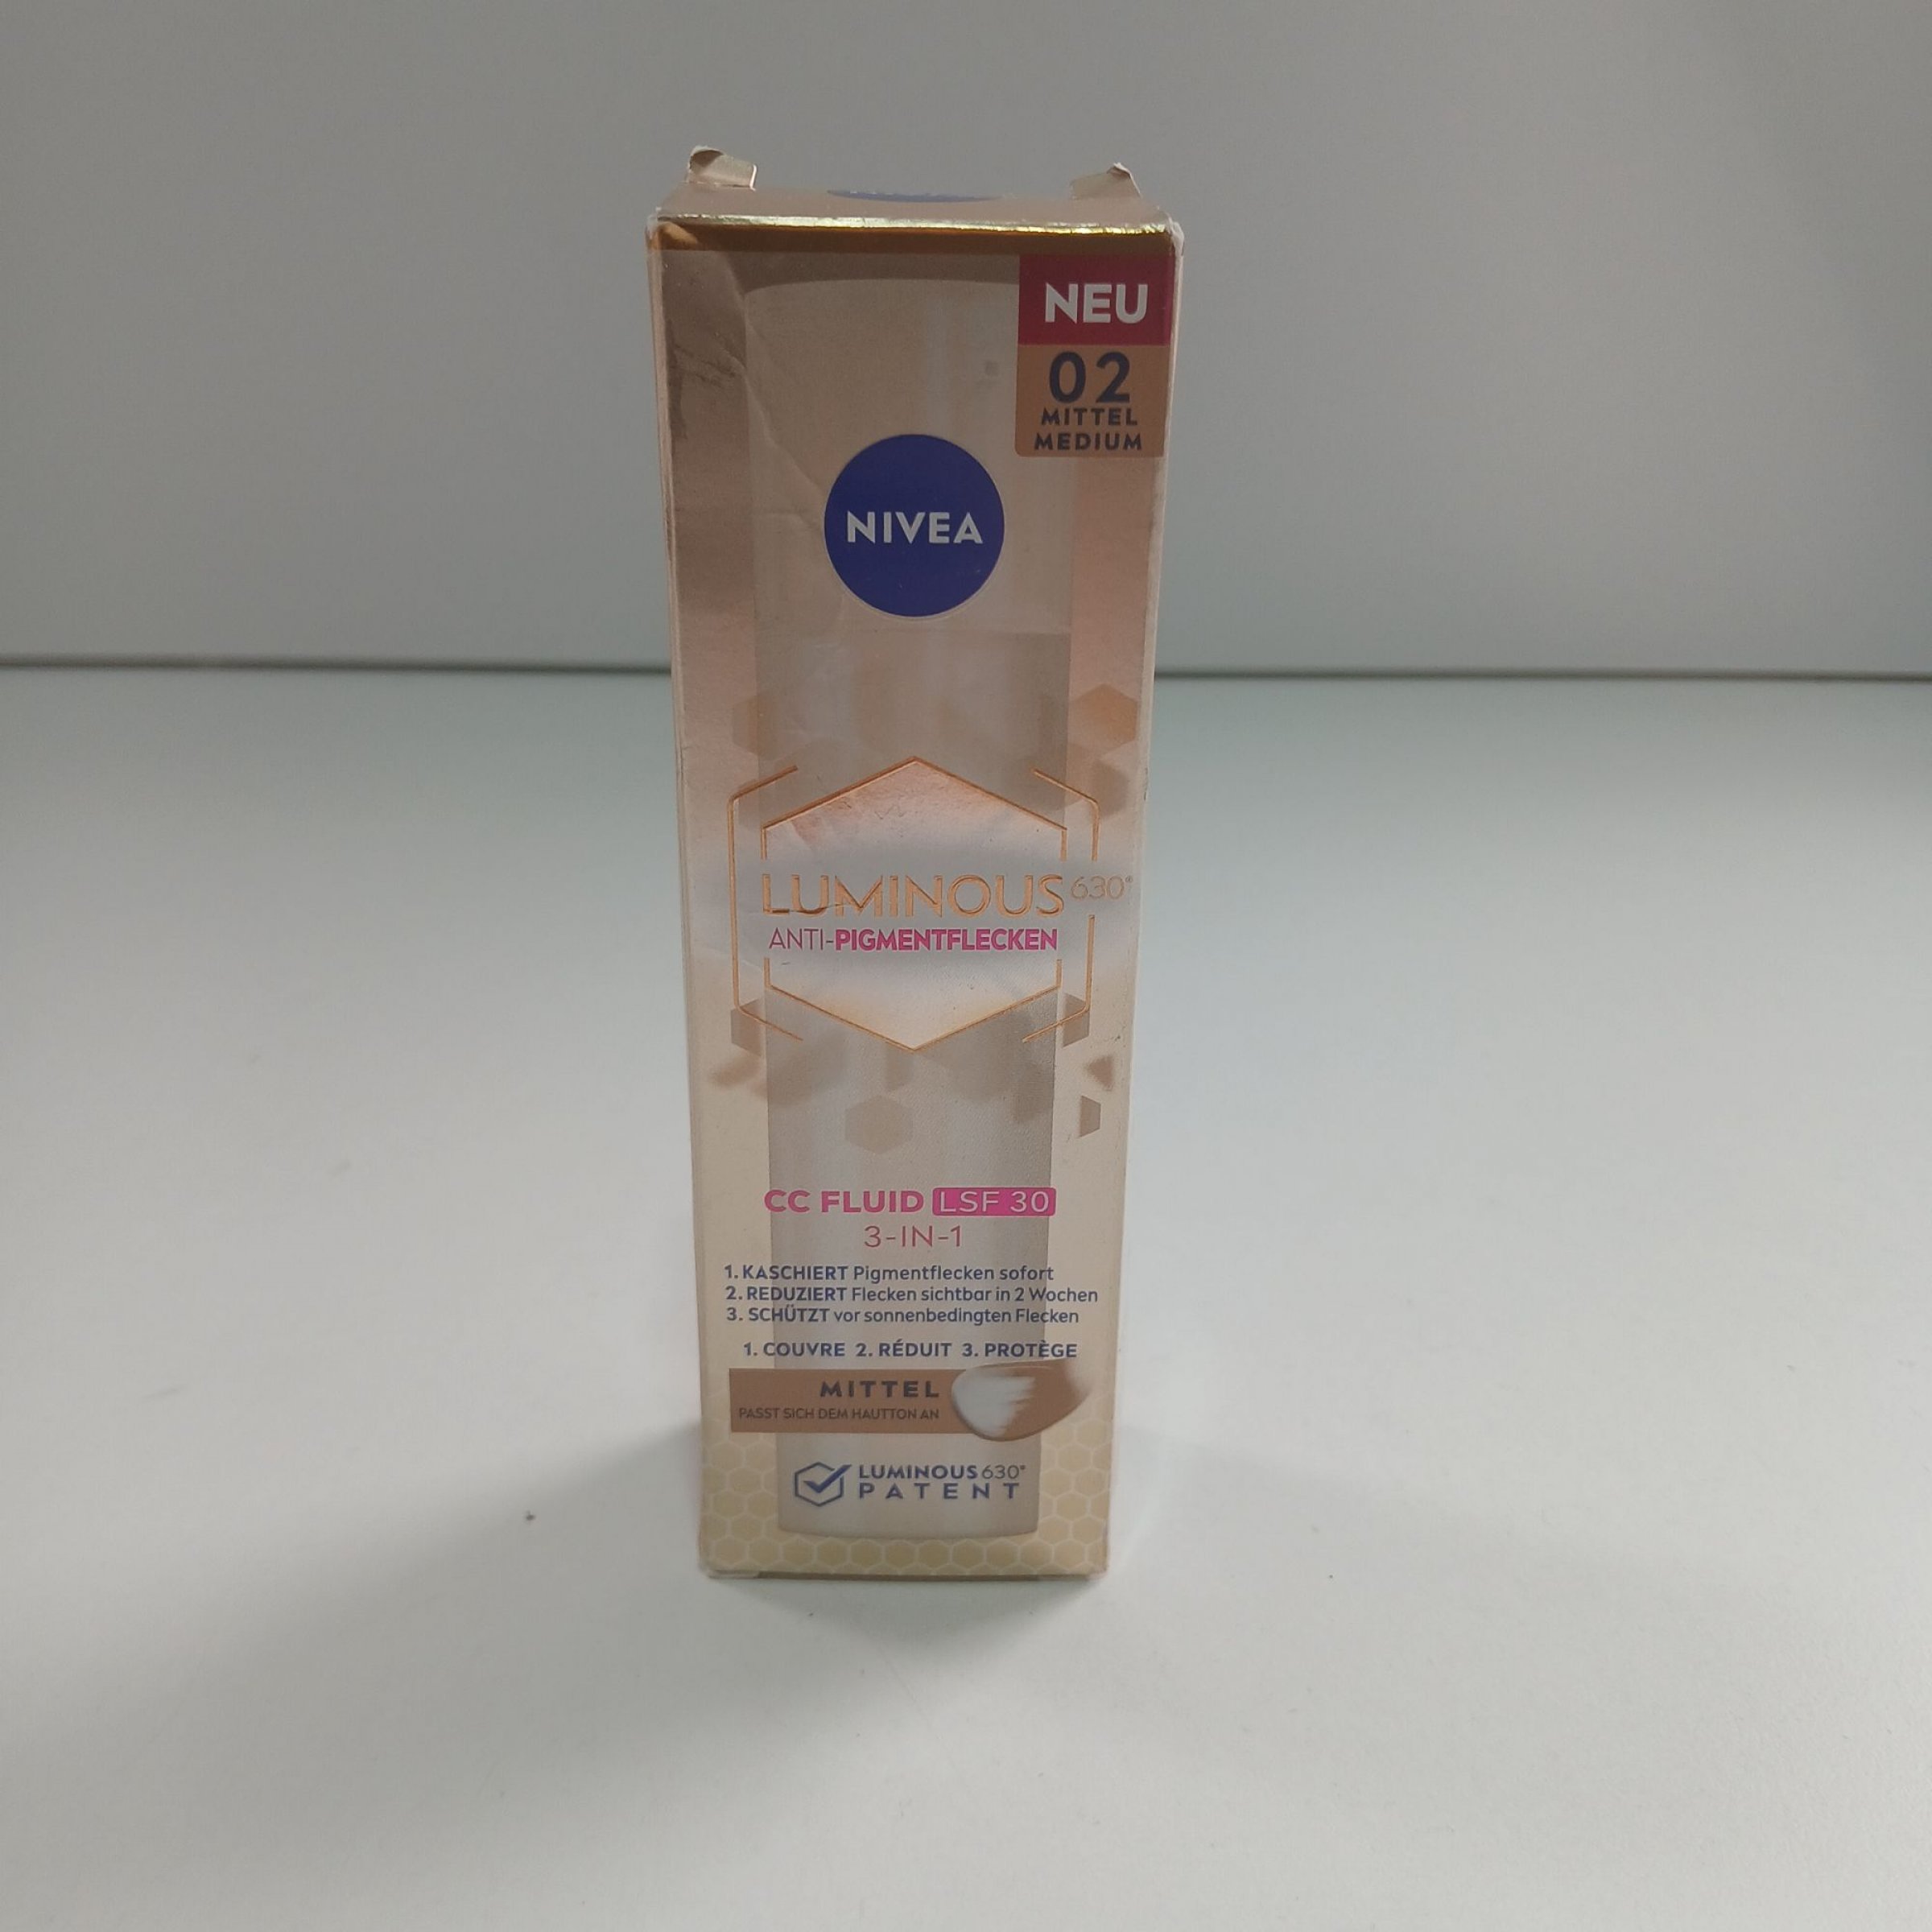 NEU
02
MITTEL
MEDIUM
NIVEA
LUMINOUS630®
ANTI-PIGMENTFLECKEN
CC FLUID LSF 30
3-IN-1
1. KASCHIERT Pigmentflecken sofort
2. REDUZIERT Flecken sichtbar in 2 Wochen
3. SCHÜTZT vor sonnenbedingten Flecken
1. COUVRE 2. RÉDUIT 3. PROTÈGE
MITTEL
PASST SICH DEM HAUTTON AN
LUMINOUS630®
PATENT